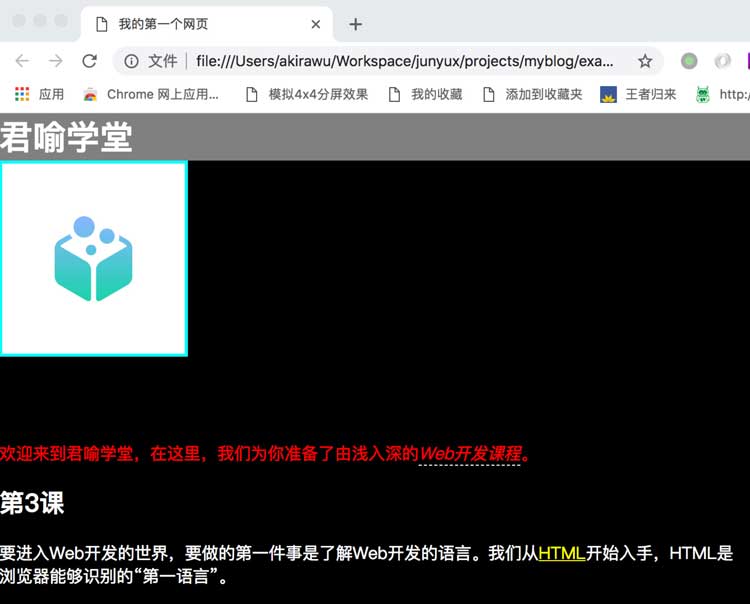 我的第一个网页
文件 file:///Users/akirawu/Workspace/junyux/projects/myblog/exa...
应用 Chrome 网上应用... 模拟4x4分屏效果 我的收藏 添加到收藏夹 王者归来 http:/
君喻学堂
欢迎来到君喻学堂，在这里，我们为你准备了由浅入深的Web开发课程。
第3课
要进入Web开发的世界，要做的第一件事是了解Web开发的语言。我们从HTML开始入手，HTML是
浏览器能够识别的“第一语言”。